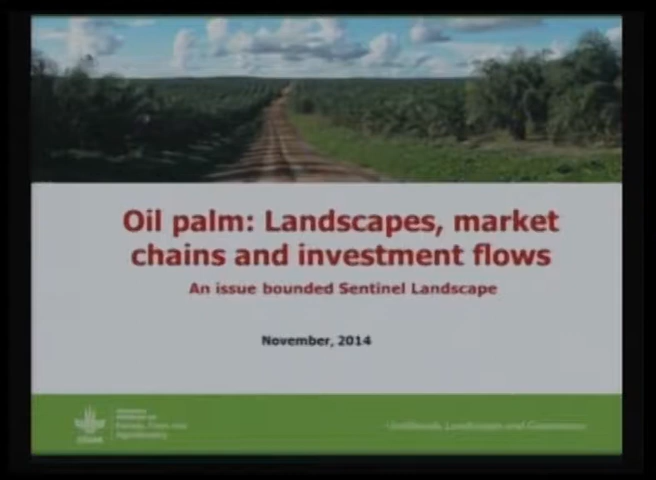 Oil palm: Landscapes, market
chains and investment flows
An issue bounded Sentinel Landscape
November, 2014
Livelihoods, Landscapes and Governance